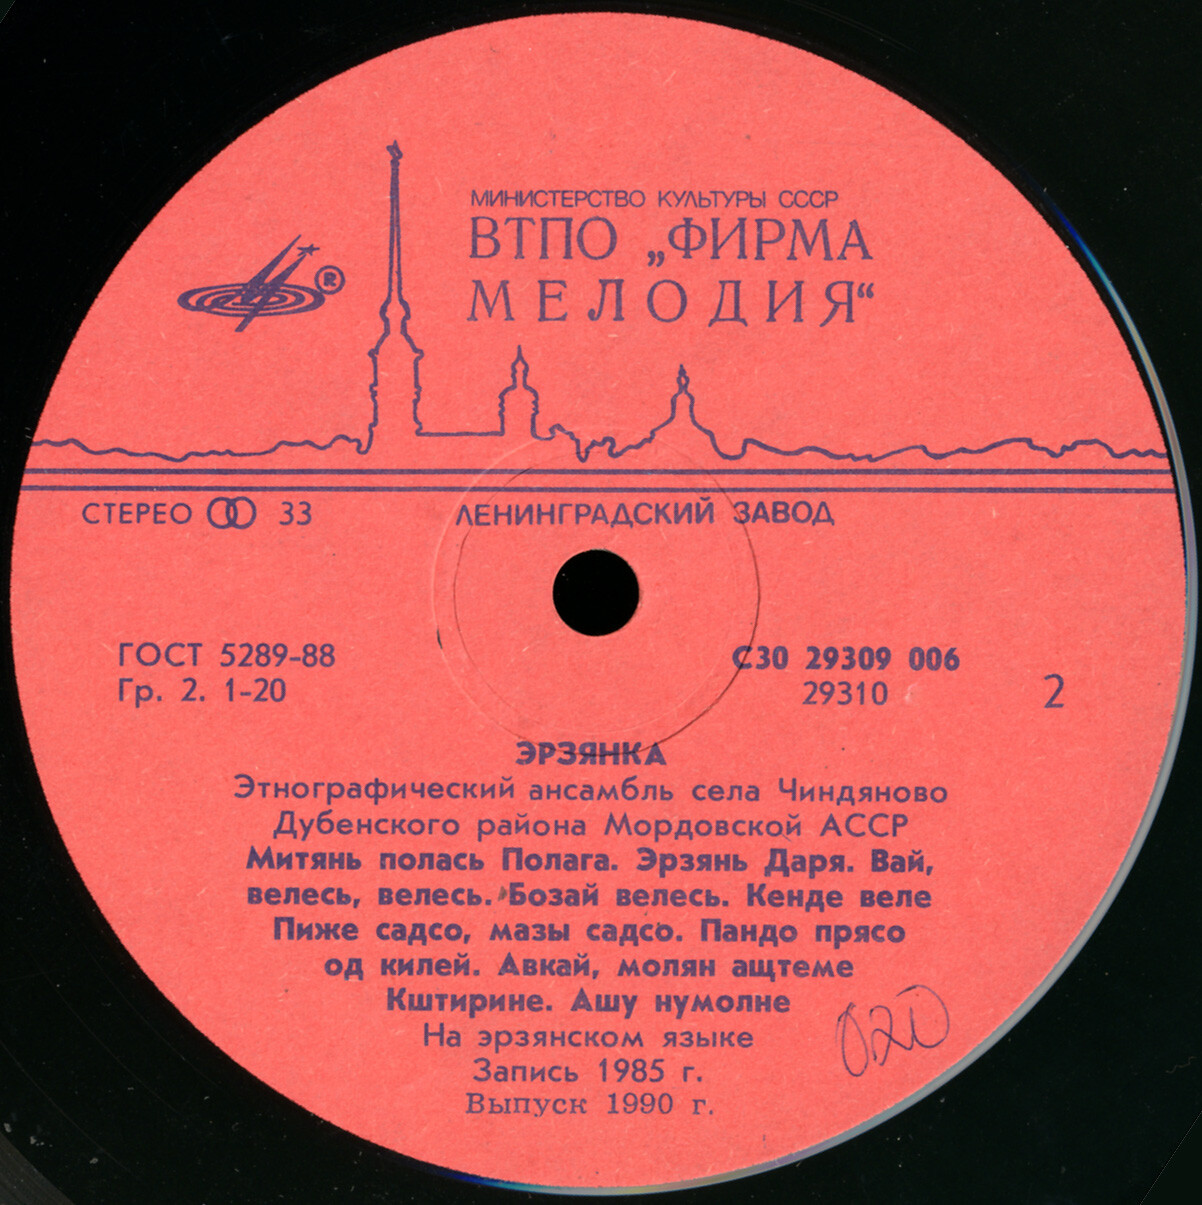 МИНИСТЕРСТВО КУЛЬТУРЫ СССР
ВТПО „ФИРМА
МЕЛОДИЯ“
®
СТЕРЕО 33
ЛЕНИНГРАДСКИЙ ЗАВОД
ГОСТ 5289-88
Гр. 2. 1-20
С30 29309 006
29310
2
ЭРЗЯНКА
Этнографический ансамбль села Чиндяново
Дубенского района Мордовской АССР
Митянь полась Полага. Эрзянь Даря. Вай,
велесь, велесь. Бозай велесь. Кенде веле
Пиже садсо, мазы садсо. Пандо прясо
од килей. Авкай, молян ащтеме
Кштирине. Ашу нумолне
На эрзянском языке
Запись 1985 г.
Выпуск 1990 г.
020